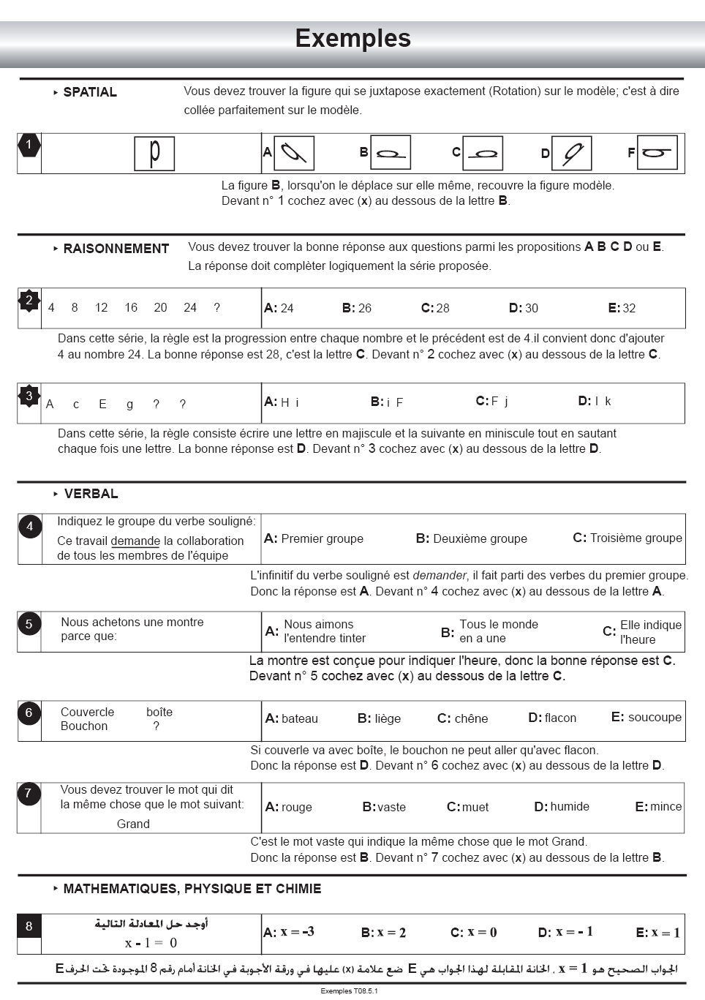 Exemples
▸ SPATIAL
Vous devez trouver la figure qui se juxtapose exactement (Rotation) sur le modèle; c'est à dire
collée parfaitement sur le modèle.
1 p A B C D F
La figure B, lorsqu'on le déplace sur elle même, recouvre la figure modèle.
Devant n° 1 cochez avec (x) au dessous de la lettre B.
▸ RAISONNEMENT
Vous devez trouver la bonne réponse aux questions parmi les propositions A B C D ou E.
La réponse doit complèter logiquement la série proposée.
2 4 8 12 16 20 24 ? A: 24 B: 26 C: 28 D: 30 E: 32
Dans cette série, la règle est la progression entre chaque nombre et le précédent est de 4.il convient donc d'ajouter
4 au nombre 24. La bonne réponse est 28, c'est la lettre C. Devant n° 2 cochez avec (x) au dessous de la lettre C.
3 A c E g ? ? A: H i B: i F C: F j D: I k
Dans cette série, la règle consiste écrire une lettre en majiscule et la suivante en miniscule tout en sautant
chaque fois une lettre. La bonne réponse est D. Devant n° 3 cochez avec (x) au dessous de la lettre D.
▸ VERBAL
4 Indiquez le groupe du verbe souligné:
Ce travail demande la collaboration
de tous les membres de l'équipe
A: Premier groupe B: Deuxième groupe C: Troisième groupe
L'infinitif du verbe souligné est demander, il fait parti des verbes du premier groupe.
Donc la réponse est A. Devant n° 4 cochez avec (x) au dessous de la lettre A.
5 Nous achetons une montre
parce que:
A: Nous aimons
l'entendre tinter
B: Tous le monde
en a une
C: Elle indique
l'heure
La montre est conçue pour indiquer l'heure, donc la bonne réponse est C.
Devant n° 5 cochez avec (x) au dessous de la lettre C.
6 Couvercle boîte
Bouchon ?
A: bateau B: liège C: chêne D: flacon E: soucoupe
Si couverle va avec boîte, le bouchon ne peut aller qu'avec flacon.
Donc la réponse est D. Devant n° 6 cochez avec (x) au dessous de la lettre D.
7 Vous devez trouver le mot qui dit
la même chose que le mot suivant:
Grand
A: rouge B: vaste C: muet D: humide E: mince
C'est le mot vaste qui indique la même chose que le mot Grand.
Donc la réponse est B. Devant n° 7 cochez avec (x) au dessous de la lettre B.
▸ MATHEMATIQUES, PHYSIQUE ET CHIMIE
8 أوجد حل المعادلة التالية
x - 1 = 0
A: x = -3 B: x = 2 C: x = 0 D: x = - 1 E: x = 1
الجواب الصحيح هو x = 1 . الخانة المقابلة لهذا الجواب هي E ضع علامة (x) عليها في ورقة الأجوبة في الخانة أمام رقم 8 الموجودة تحت الحرف E
Exemples T08.5.1